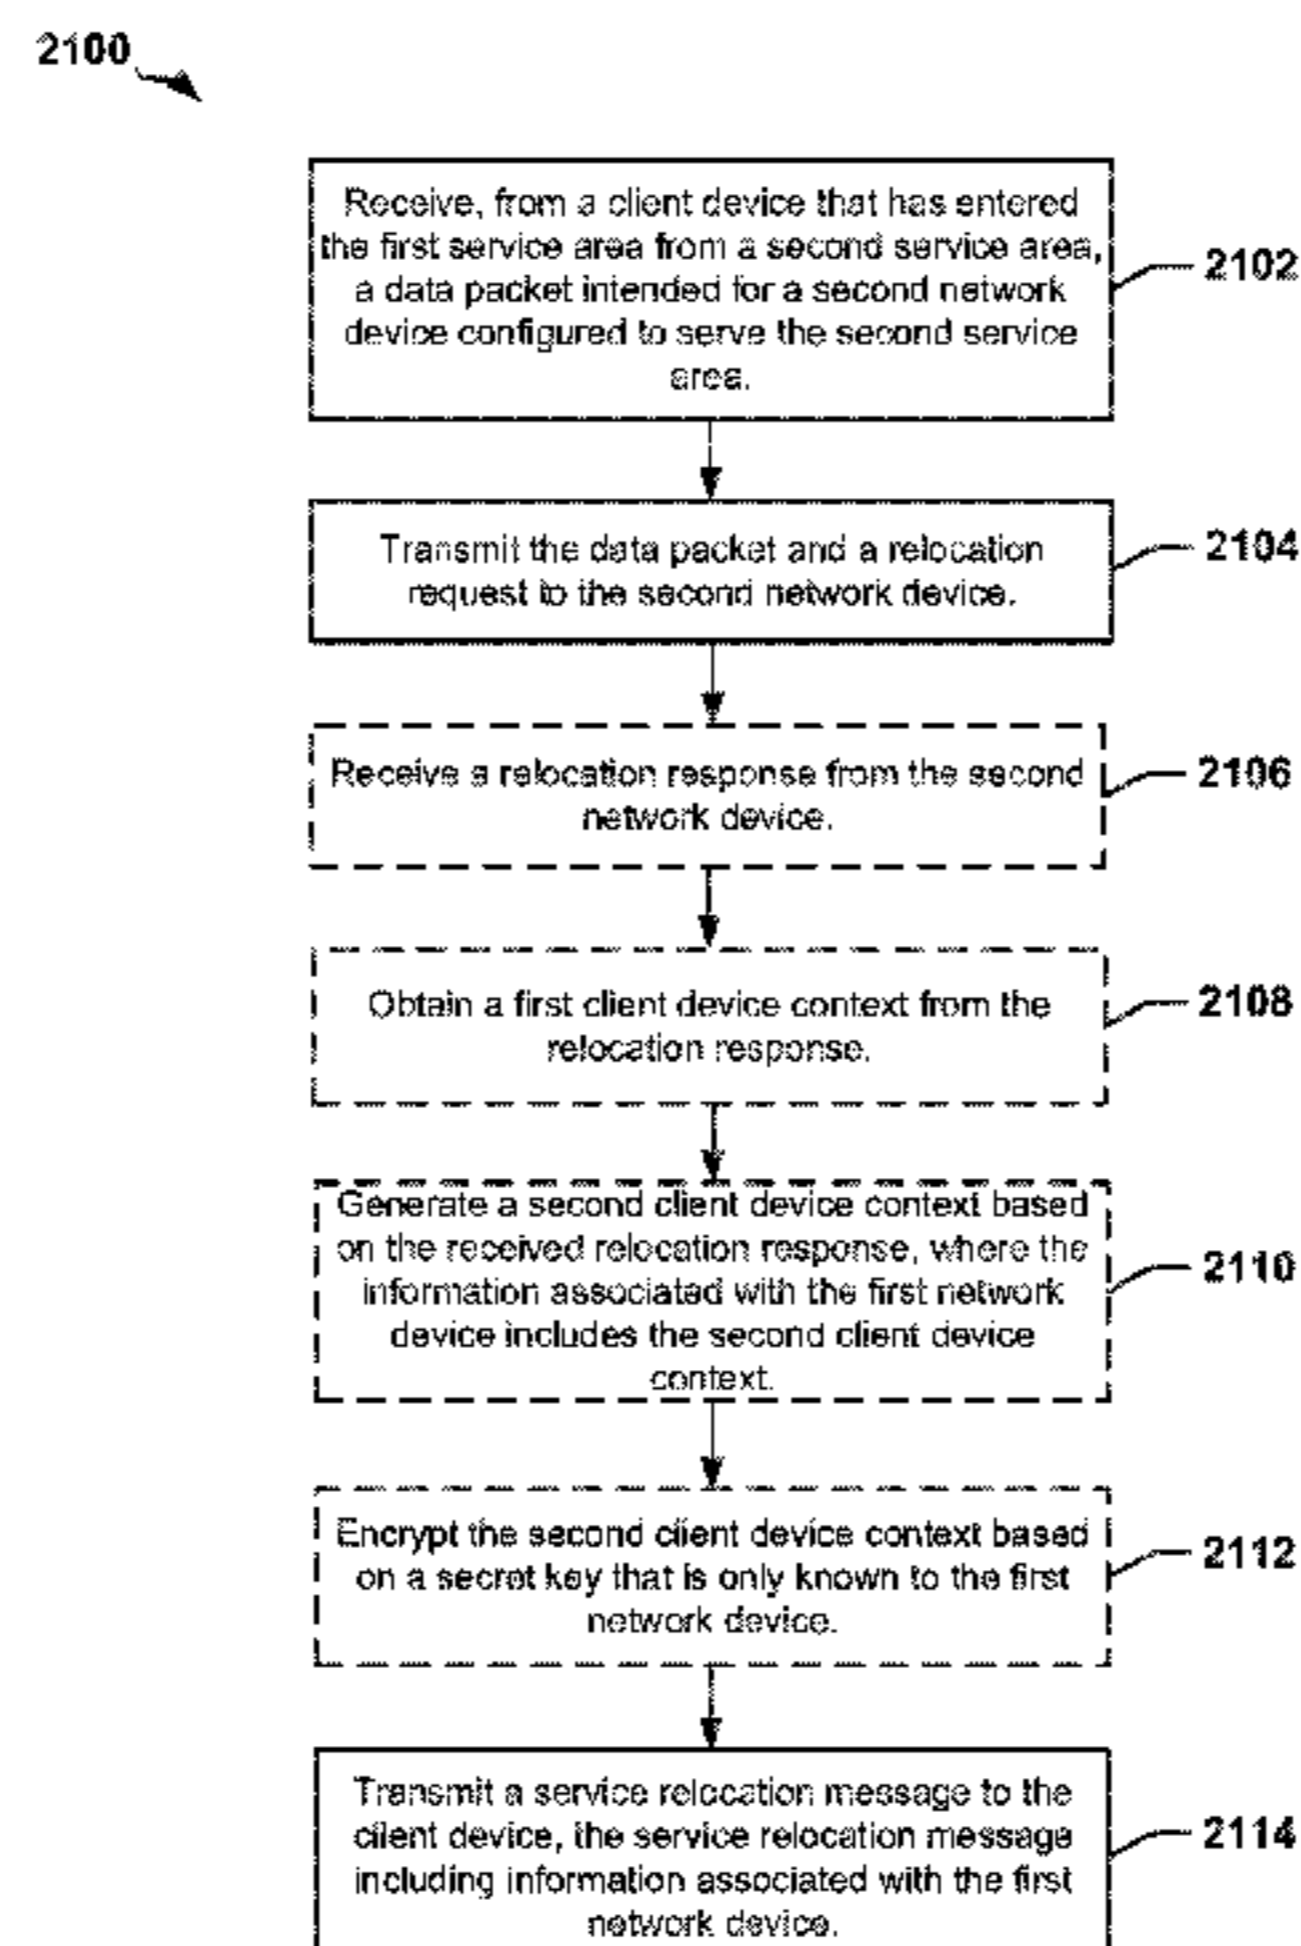 2100
Receive, from a client device that has entered
the first service area from a second service area,
a data packet intended for a second network
device configured to serve the second service
area.
2102
Transmit the data packet and a relocation
request to the second network device.
2104
Receive a relocation response from the second
network device.
2106
Obtain a first client device context from the
relocation response.
2108
Generate a second client device context based
on the received relocation response, where the
information associated with the first network
device includes the second client device
context.
2110
Encrypt the second client device context based
on a secret key that is only known to the first
network device.
2112
Transmit a service relocation message to the
client device, the service relocation message
including information associated with the first
network device.
2114